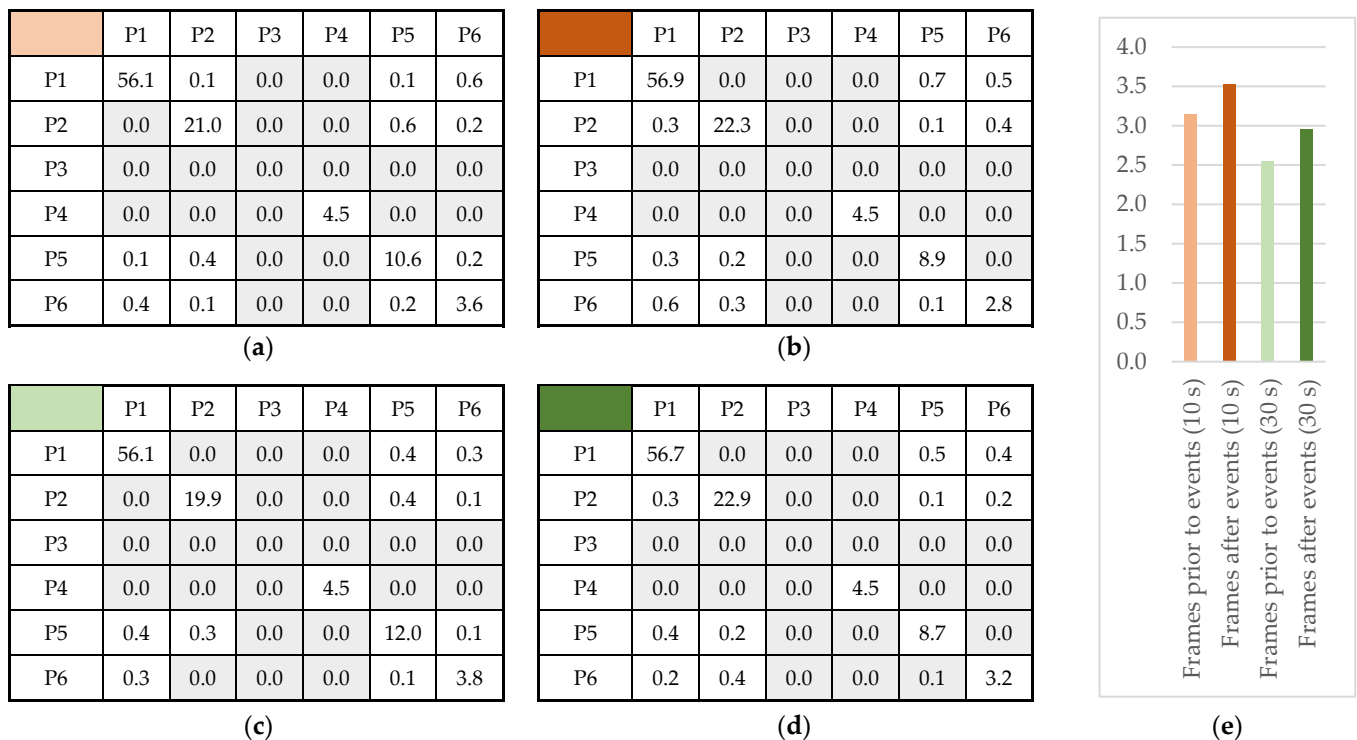 P1 P2 P3 P4 P5 P6
P1 56.1 0.1 0.0 0.0 0.1 0.6
P2 0.0 21.0 0.0 0.0 0.6 0.2
P3 0.0 0.0 0.0 0.0 0.0 0.0
P4 0.0 0.0 0.0 4.5 0.0 0.0
P5 0.1 0.4 0.0 0.0 10.6 0.2
P6 0.4 0.1 0.0 0.0 0.2 3.6
(a)
P1 P2 P3 P4 P5 P6
P1 56.9 0.0 0.0 0.0 0.7 0.5
P2 0.3 22.3 0.0 0.0 0.1 0.4
P3 0.0 0.0 0.0 0.0 0.0 0.0
P4 0.0 0.0 0.0 4.5 0.0 0.0
P5 0.3 0.2 0.0 0.0 8.9 0.0
P6 0.6 0.3 0.0 0.0 0.1 2.8
(b)
P1 P2 P3 P4 P5 P6
P1 56.1 0.0 0.0 0.0 0.4 0.3
P2 0.0 19.9 0.0 0.0 0.4 0.1
P3 0.0 0.0 0.0 0.0 0.0 0.0
P4 0.0 0.0 0.0 4.5 0.0 0.0
P5 0.4 0.3 0.0 0.0 12.0 0.1
P6 0.3 0.0 0.0 0.0 0.1 3.8
(c)
P1 P2 P3 P4 P5 P6
P1 56.7 0.0 0.0 0.0 0.5 0.4
P2 0.3 22.9 0.0 0.0 0.1 0.2
P3 0.0 0.0 0.0 0.0 0.0 0.0
P4 0.0 0.0 0.0 4.5 0.0 0.0
P5 0.4 0.2 0.0 0.0 8.7 0.0
P6 0.2 0.4 0.0 0.0 0.1 3.2
(d)
4.0
3.5
3.0
2.5
2.0
1.5
1.0
0.5
0.0
Frames prior to events (10 s)
Frames after events (10 s)
Frames prior to events (30 s)
Frames after events (30 s)
(e)